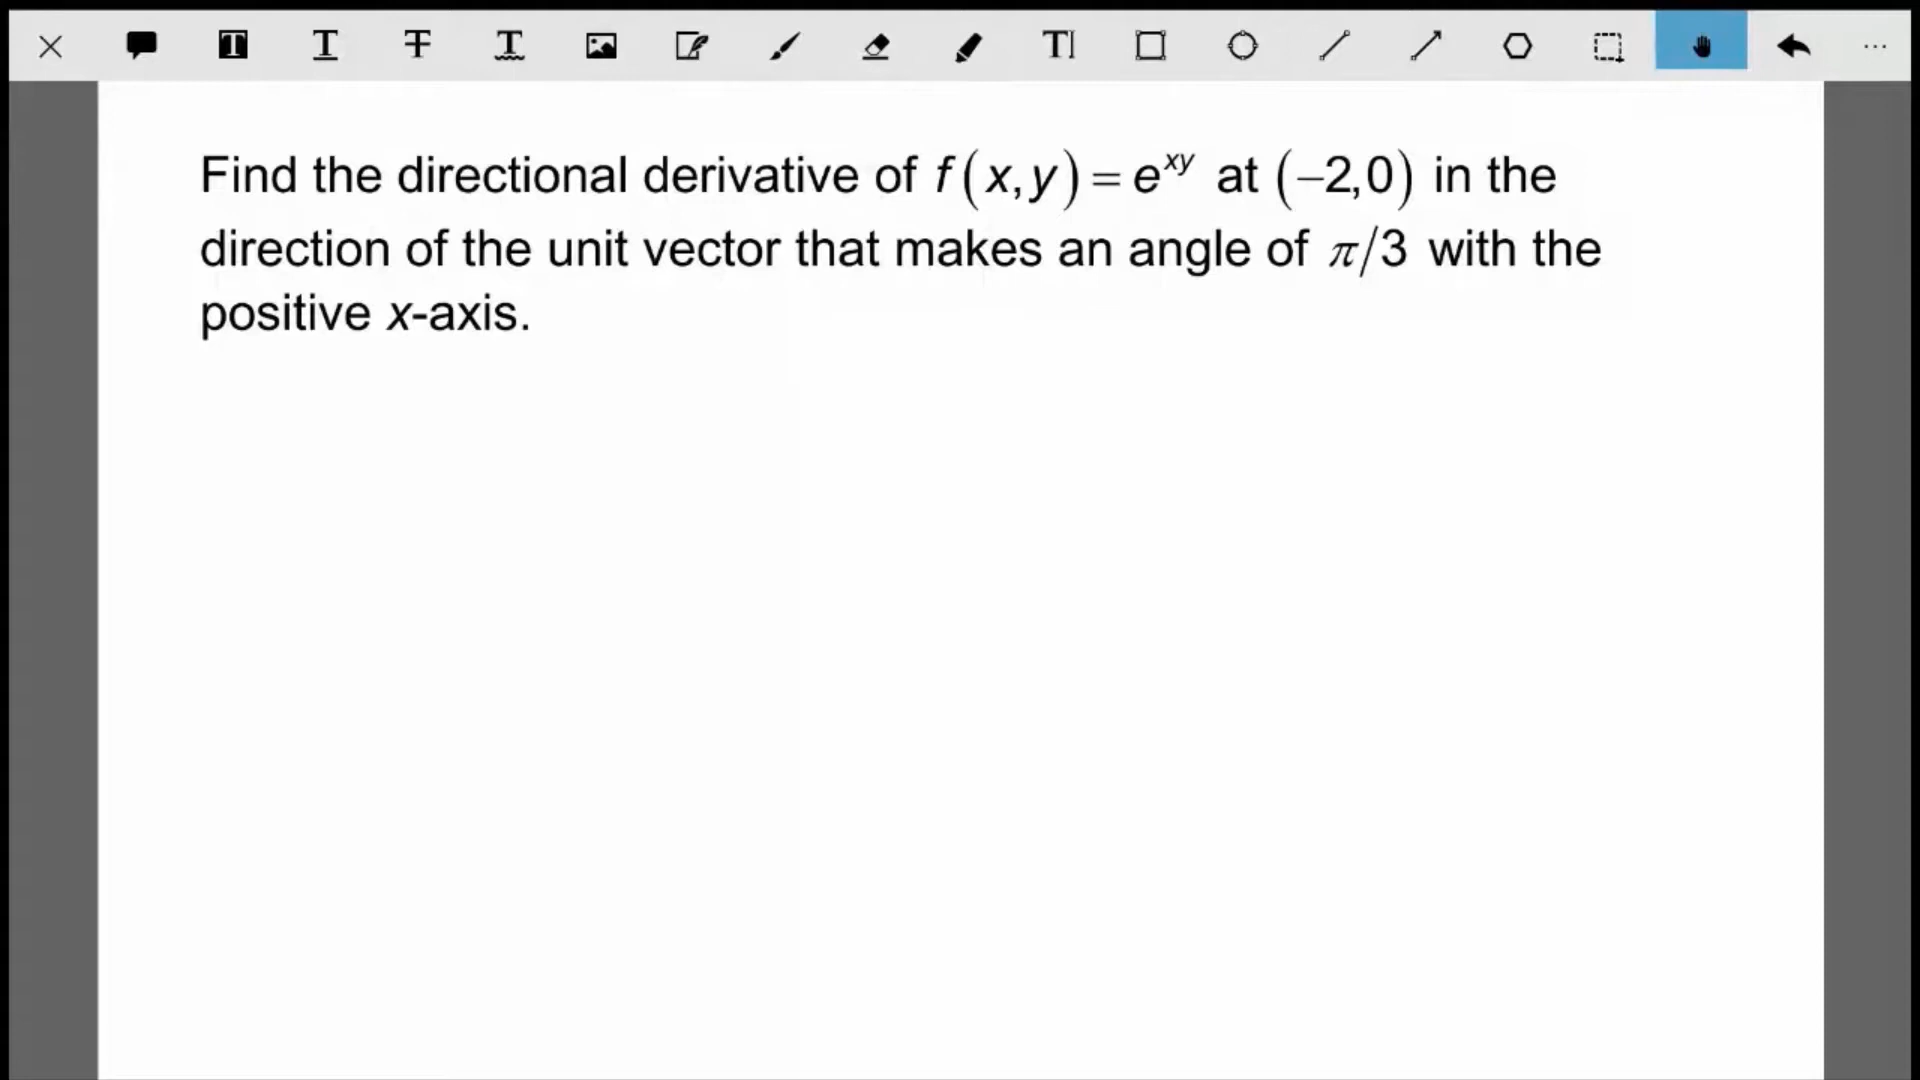 Find the directional derivative of f(x,y)=e^{xy} at (−2,0) in the
direction of the unit vector that makes an angle of π/3 with the
positive x-axis.